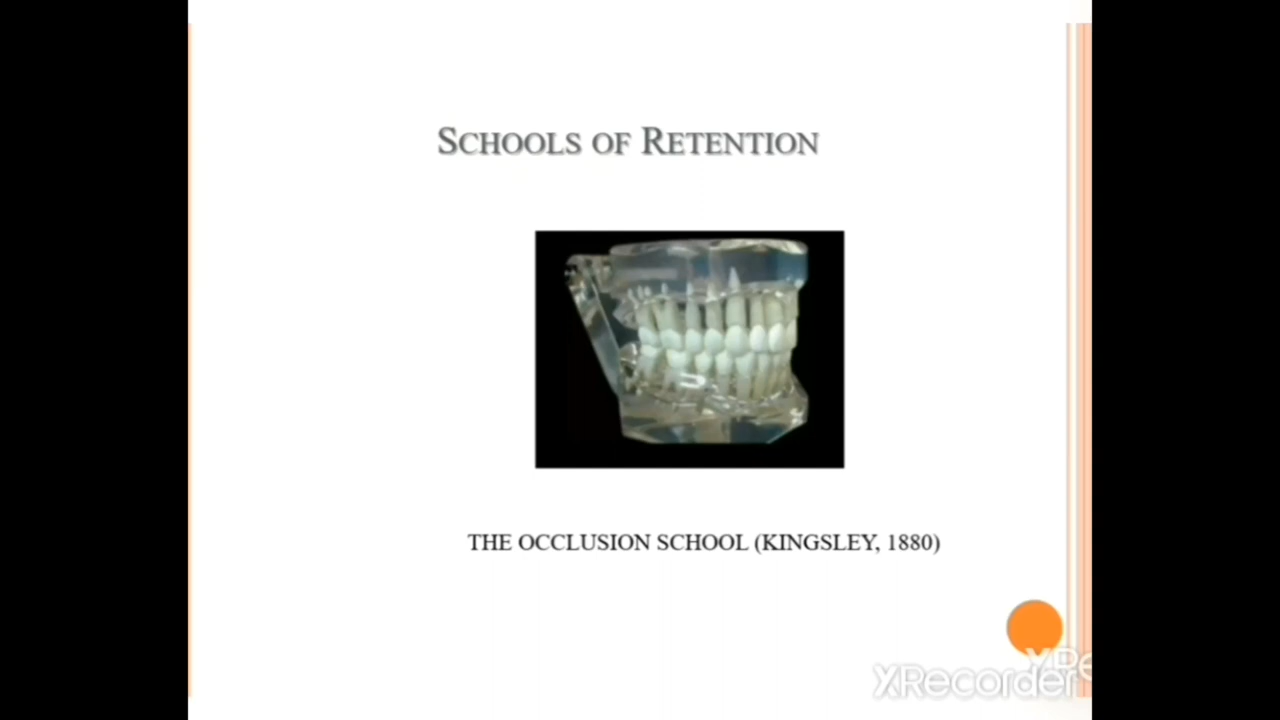 SCHOOLS OF RETENTION
THE OCCLUSION SCHOOL (KINGSLEY, 1880)
XRecorder